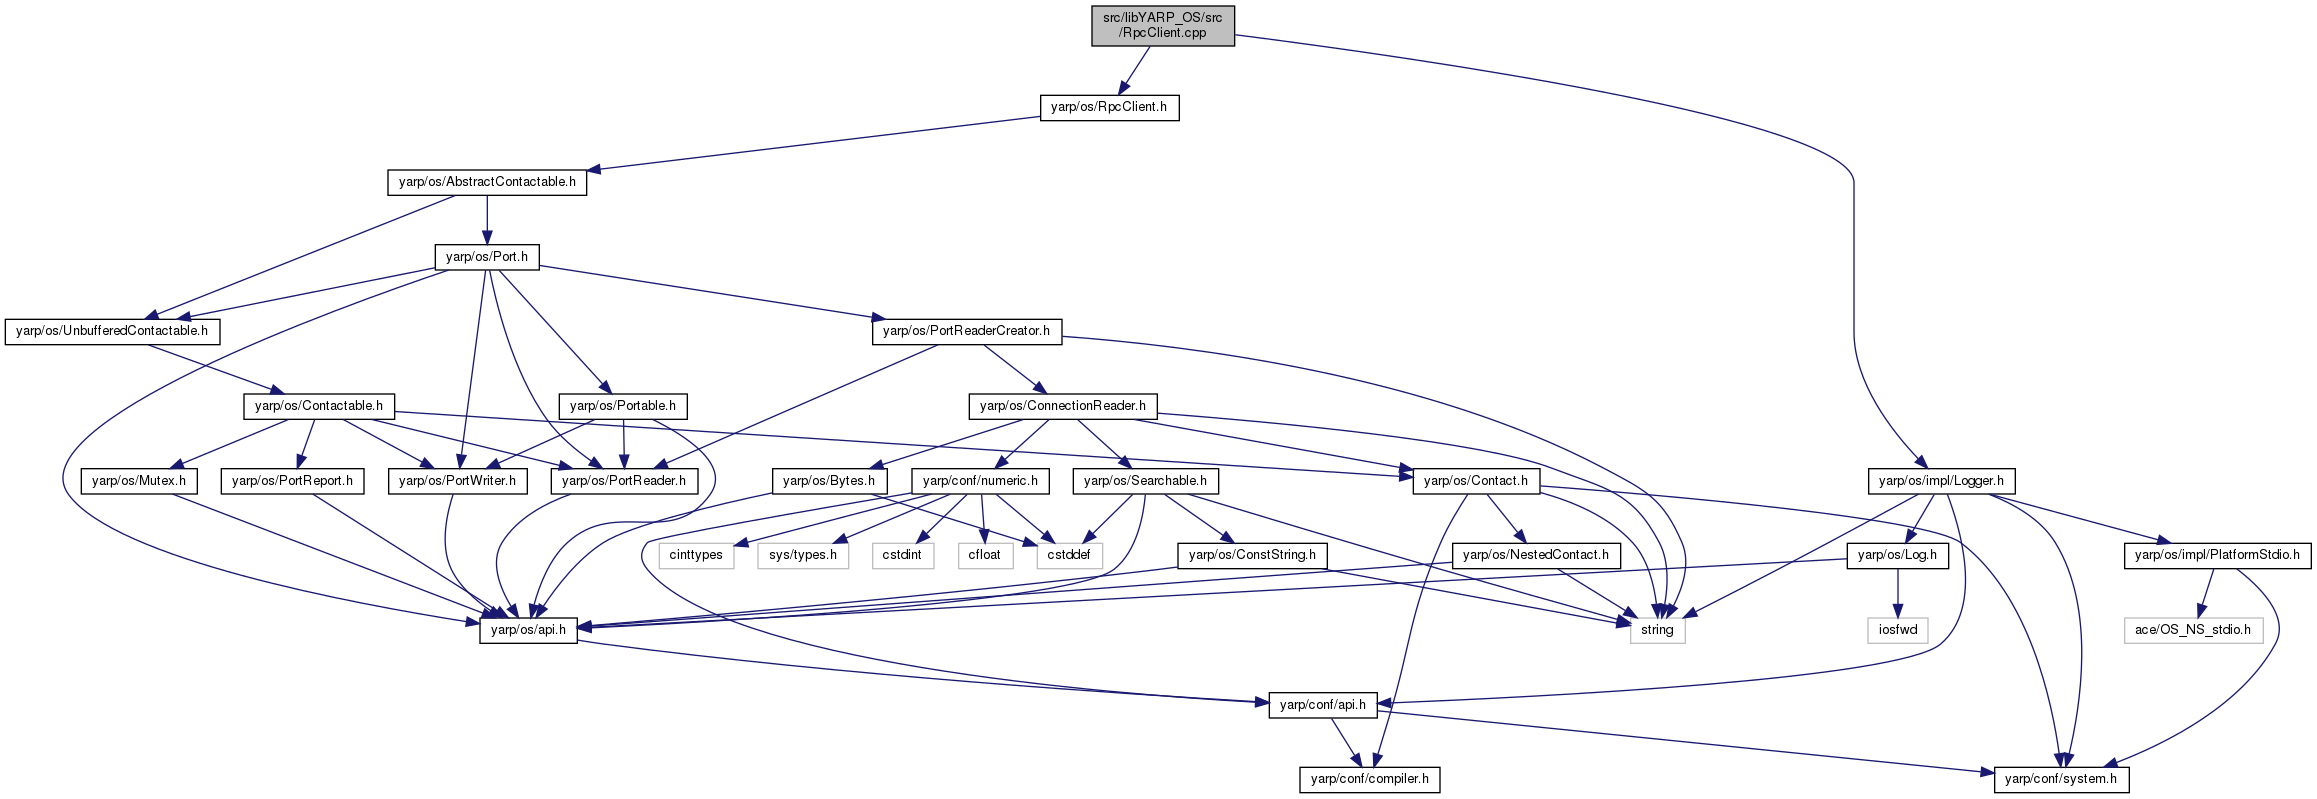 src/libYARP_OS/src
/RpcClient.cpp
yarp/os/RpcClient.h
yarp/os/AbstractContactable.h
yarp/os/Port.h
yarp/os/UnbufferedContactable.h
yarp/os/PortReaderCreator.h
yarp/os/Contactable.h
yarp/os/Portable.h
yarp/os/ConnectionReader.h
yarp/os/Mutex.h
yarp/os/PortReport.h
yarp/os/PortWriter.h
yarp/os/PortReader.h
yarp/os/Bytes.h
yarp/conf/numeric.h
yarp/os/Searchable.h
yarp/os/Contact.h
yarp/os/impl/Logger.h
cinttypes
sys/types.h
cstdint
cfloat
cstddef
yarp/os/ConstString.h
yarp/os/NestedContact.h
yarp/os/Log.h
yarp/os/impl/PlatformStdio.h
yarp/os/api.h
string
iosfwd
ace/OS_NS_stdio.h
yarp/conf/api.h
yarp/conf/compiler.h
yarp/conf/system.h